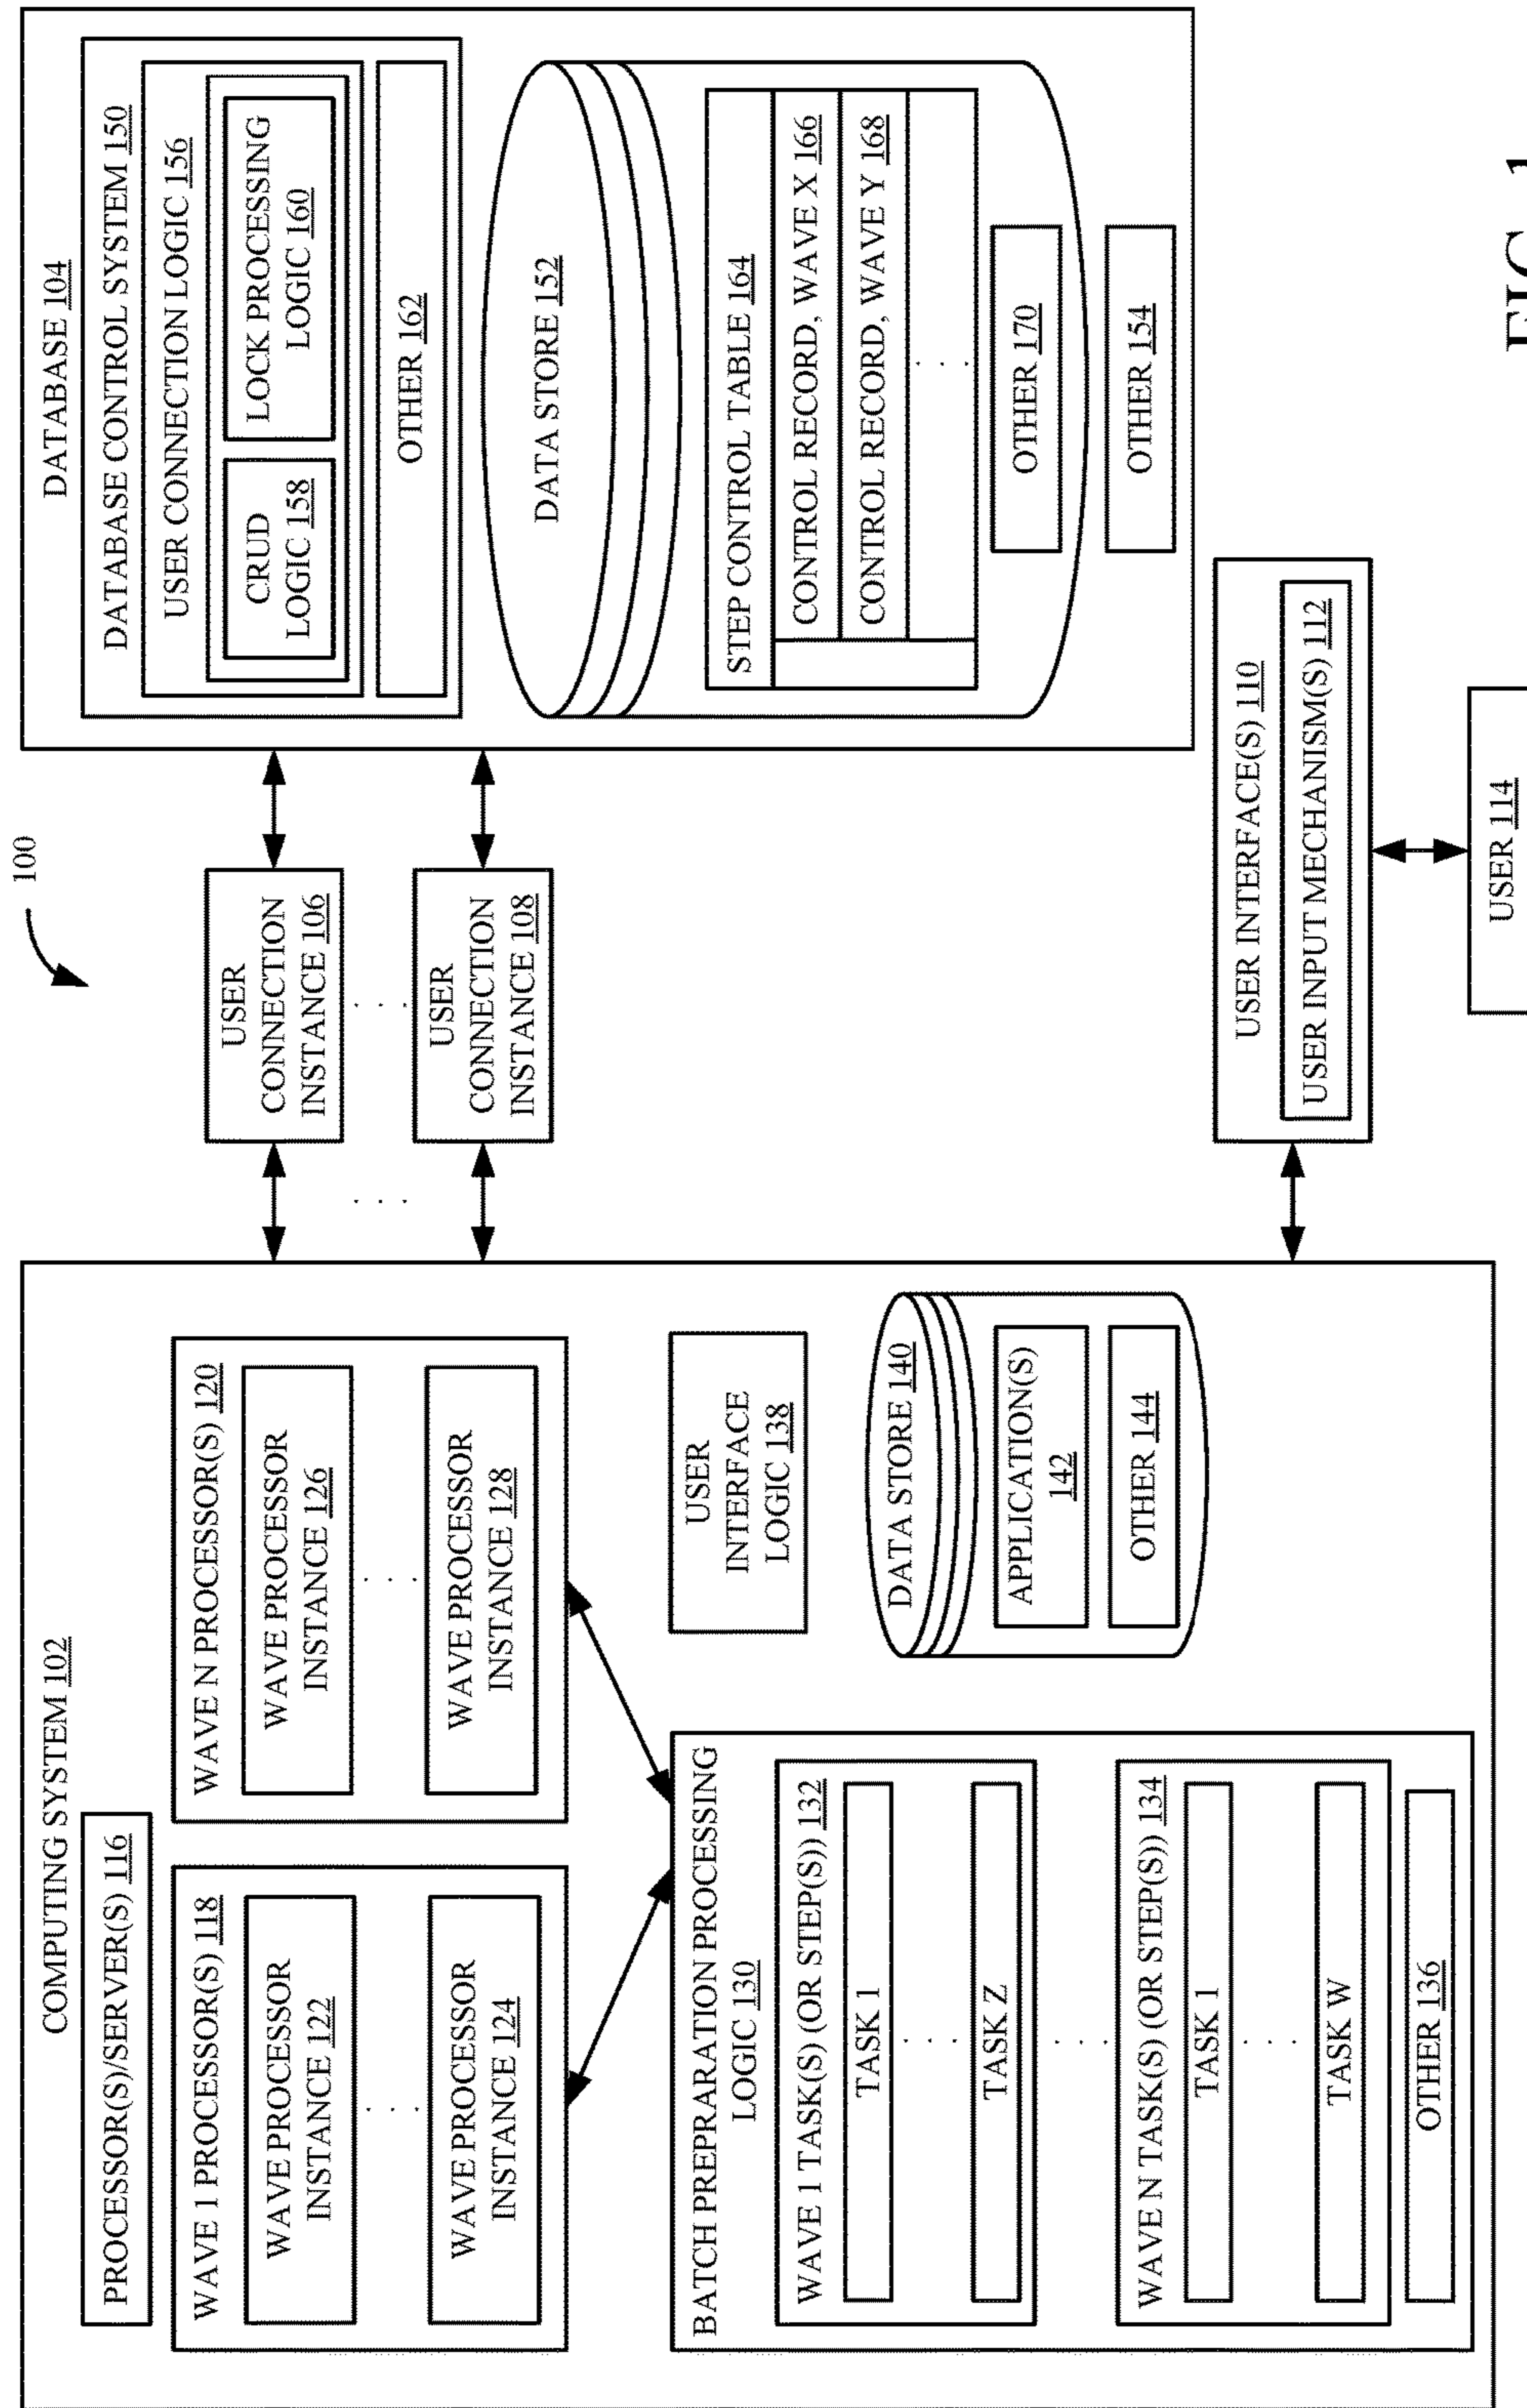 100
COMPUTING SYSTEM 102
PROCESSOR(S)/SERVER(S) 116
WAVE 1 PROCESSOR(S) 118
WAVE PROCESSOR
INSTANCE 122
. . .
WAVE PROCESSOR
INSTANCE 124
WAVE N PROCESSOR(S) 120
WAVE PROCESSOR
INSTANCE 126
. . .
WAVE PROCESSOR
INSTANCE 128
BATCH PREPRARATION PROCESSING
LOGIC 130
WAVE 1 TASK(S) (OR STEP(S)) 132
TASK 1
. . .
TASK Z
. . .
WAVE N TASK(S) (OR STEP(S)) 134
TASK 1
. . .
TASK W
OTHER 136
USER
INTERFACE
LOGIC 138
DATA STORE 140
APPLICATION(S)
142
OTHER 144
. . .
USER
CONNECTION
INSTANCE 106
. . .
USER
CONNECTION
INSTANCE 108
DATABASE 104
DATABASE CONTROL SYSTEM 150
USER CONNECTION LOGIC 156
CRUD
LOGIC 158
LOCK PROCESSING
LOGIC 160
OTHER 162
DATA STORE 152
STEP CONTROL TABLE 164
CONTROL RECORD, WAVE X 166
CONTROL RECORD, WAVE Y 168
. . .
OTHER 170
OTHER 154
USER INTERFACE(S) 110
USER INPUT MECHANISM(S) 112
USER 114
FIG. 1